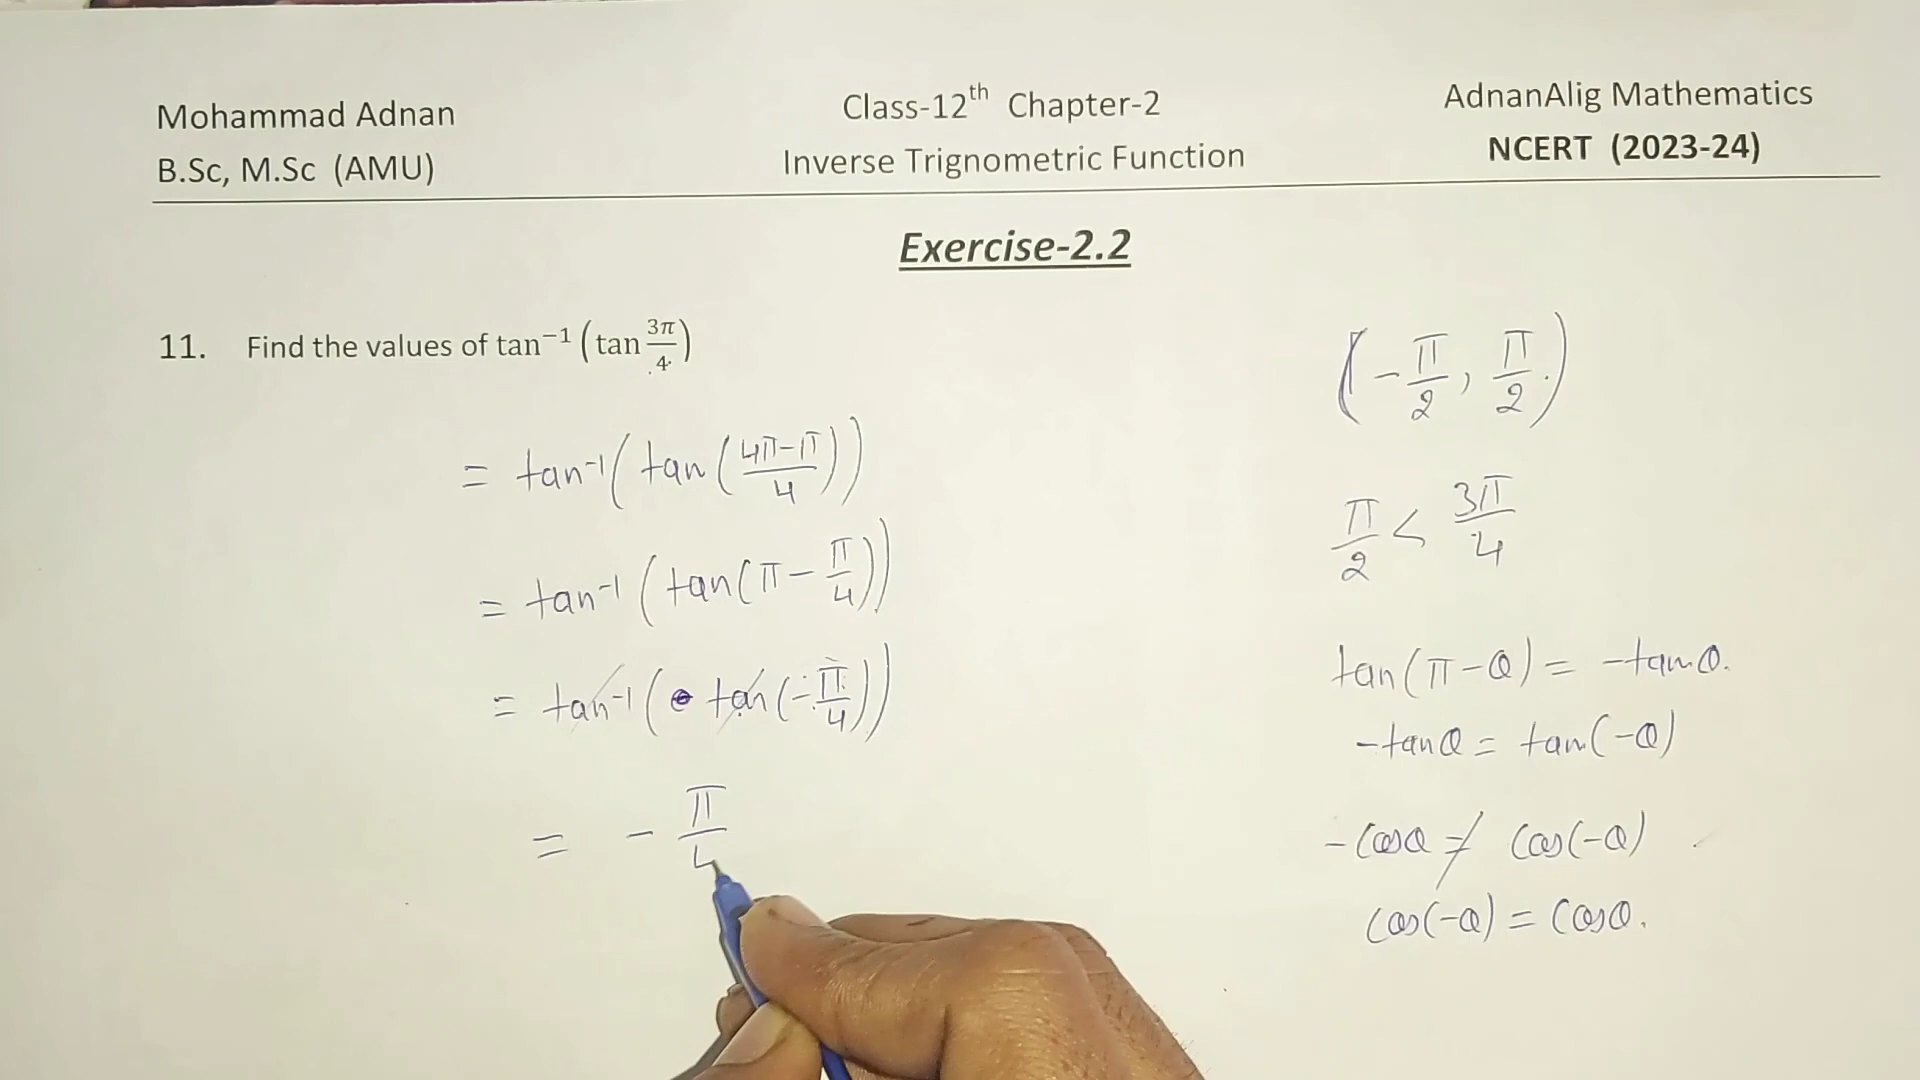 Mohammad Adnan
B.Sc, M.Sc (AMU)
Class-12th Chapter-2
Inverse Trignometric Function
AdnanAlig Mathematics
NCERT (2023-24)
Exercise-2.2
11. Find the values of tan⁻¹(tan 3π/4)
= tan⁻¹(tan((4π-π)/4))
= tan⁻¹(tan(π-π/4))
= tan⁻¹(tan(-π/4))
= -π/4
(-π/2, π/2)
π/2 < 3π/4
tan(π-θ) = -tanθ.
-tanθ = tan(-θ)
-cosθ ≠ cos(-θ)
cos(-θ) = cosθ.